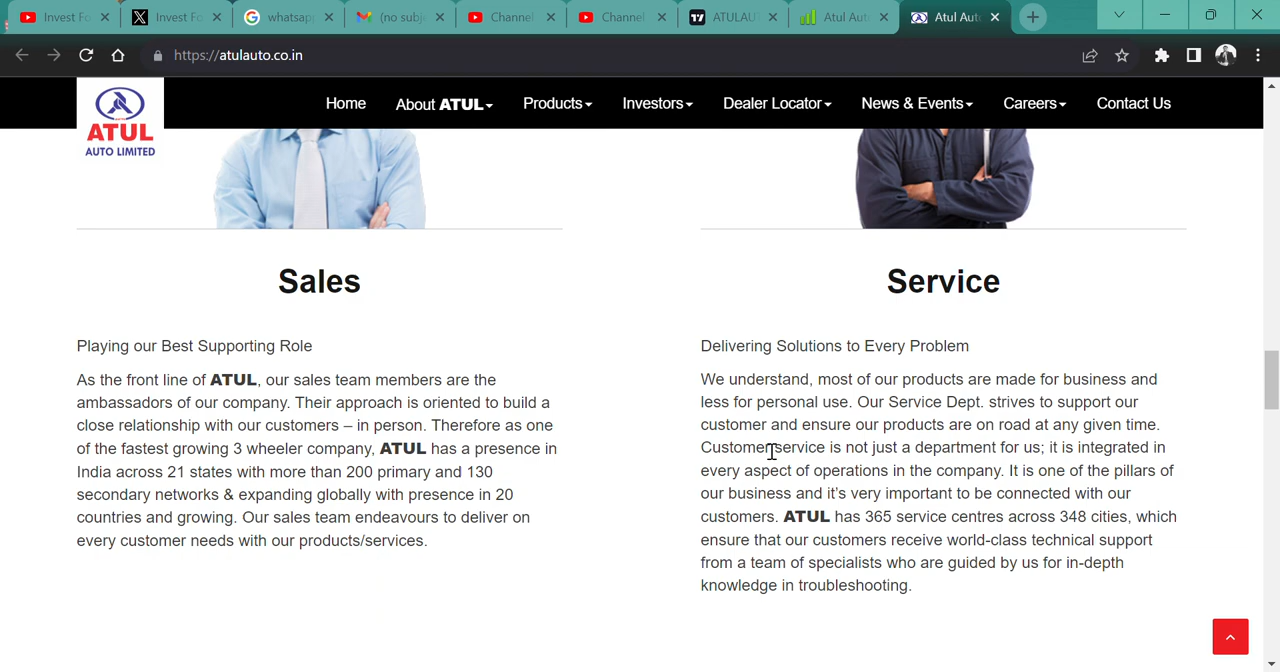 Invest Fo
Invest Fo
whatsapp
(no subj
Channel
Channel
ATULAU
Atul Aut
Atul Aut
https://atulauto.co.in
ATUL
AUTO LIMITED
Home
About ATUL
Products
Investors
Dealer Locator
News & Events
Careers
Contact Us
Sales
Playing our Best Supporting Role
As the front line of ATUL, our sales team members are the
ambassadors of our company. Their approach is oriented to build a
close relationship with our customers – in person. Therefore as one
of the fastest growing 3 wheeler company, ATUL has a presence in
India across 21 states with more than 200 primary and 130
secondary networks & expanding globally with presence in 20
countries and growing. Our sales team endeavours to deliver on
every customer needs with our products/services.
Service
Delivering Solutions to Every Problem
We understand, most of our products are made for business and
less for personal use. Our Service Dept. strives to support our
customer and ensure our products are on road at any given time.
Customer service is not just a department for us; it is integrated in
every aspect of operations in the company. It is one of the pillars of
our business and it's very important to be connected with our
customers. ATUL has 365 service centres across 348 cities, which
ensure that our customers receive world-class technical support
from a team of specialists who are guided by us for in-depth
knowledge in troubleshooting.